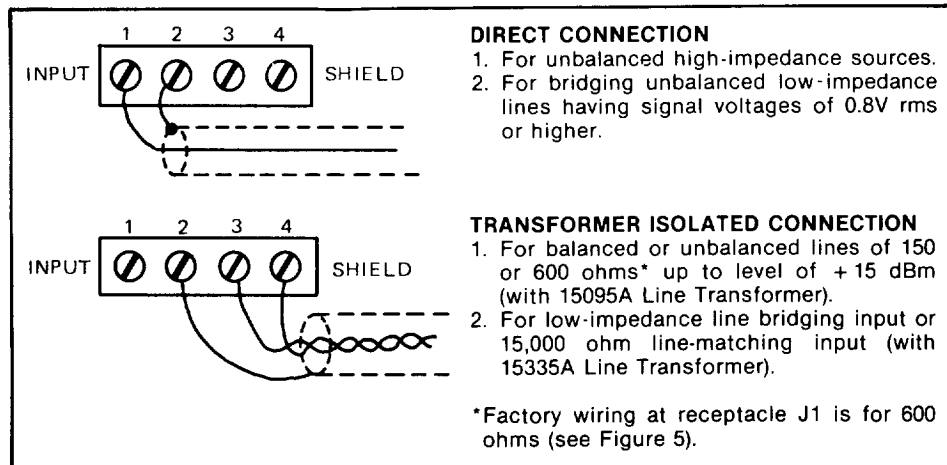 1 2 3 4
INPUT SHIELD
DIRECT CONNECTION
1. For unbalanced high-impedance sources.
2. For bridging unbalanced low-impedance
lines having signal voltages of 0.8V rms
or higher.
1 2 3 4
INPUT SHIELD
TRANSFORMER ISOLATED CONNECTION
1. For balanced or unbalanced lines of 150
or 600 ohms* up to level of + 15 dBm
(with 15095A Line Transformer).
2. For low-impedance line bridging input or
15,000 ohm line-matching input (with
15335A Line Transformer).
*Factory wiring at receptacle J1 is for 600
ohms (see Figure 5).